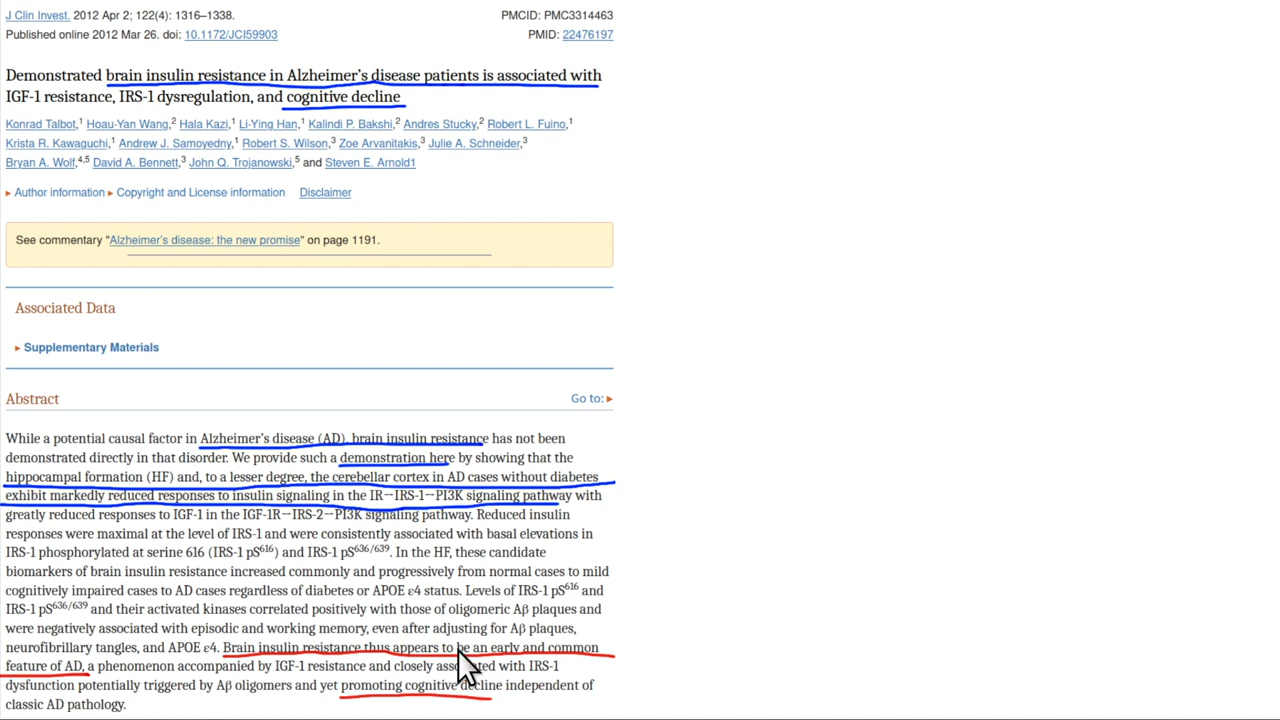 J Clin Invest. 2012 Apr 2; 122(4): 1316–1338. PMCID: PMC3314463
Published online 2012 Mar 26. doi: 10.1172/JCI59903 PMID: 22476197
Demonstrated brain insulin resistance in Alzheimer's disease patients is associated with
IGF-1 resistance, IRS-1 dysregulation, and cognitive decline
Konrad Talbot,1 Hoau-Yan Wang,2 Hala Kazi,1 Li-Ying Han,1 Kalindi P. Bakshi,2 Andres Stucky,2 Robert L. Fuino,1
Krista R. Kawaguchi,1 Andrew J. Samoyedny,1 Robert S. Wilson,3 Zoe Arvanitakis,3 Julie A. Schneider,3
Bryan A. Wolf,4,5 David A. Bennett,3 John Q. Trojanowski,5 and Steven E. Arnold1
▸ Author information ▸ Copyright and License information Disclaimer
See commentary "Alzheimer's disease: the new promise" on page 1191.
Associated Data
▸ Supplementary Materials
Abstract Go to: ▸
While a potential causal factor in Alzheimer's disease (AD), brain insulin resistance has not been
demonstrated directly in that disorder. We provide such a demonstration here by showing that the
hippocampal formation (HF) and, to a lesser degree, the cerebellar cortex in AD cases without diabetes
exhibit markedly reduced responses to insulin signaling in the IR→IRS-1→PI3K signaling pathway with
greatly reduced responses to IGF-1 in the IGF-1R→IRS-2→PI3K signaling pathway. Reduced insulin
responses were maximal at the level of IRS-1 and were consistently associated with basal elevations in
IRS-1 phosphorylated at serine 616 (IRS-1 pS616) and IRS-1 pS636/639. In the HF, these candidate
biomarkers of brain insulin resistance increased commonly and progressively from normal cases to mild
cognitively impaired cases to AD cases regardless of diabetes or APOE ε4 status. Levels of IRS-1 pS616 and
IRS-1 pS636/639 and their activated kinases correlated positively with those of oligomeric Aβ plaques and
were negatively associated with episodic and working memory, even after adjusting for Aβ plaques,
neurofibrillary tangles, and APOE ε4. Brain insulin resistance thus appears to be an early and common
feature of AD, a phenomenon accompanied by IGF-1 resistance and closely associated with IRS-1
dysfunction potentially triggered by Aβ oligomers and yet promoting cognitive decline independent of
classic AD pathology.